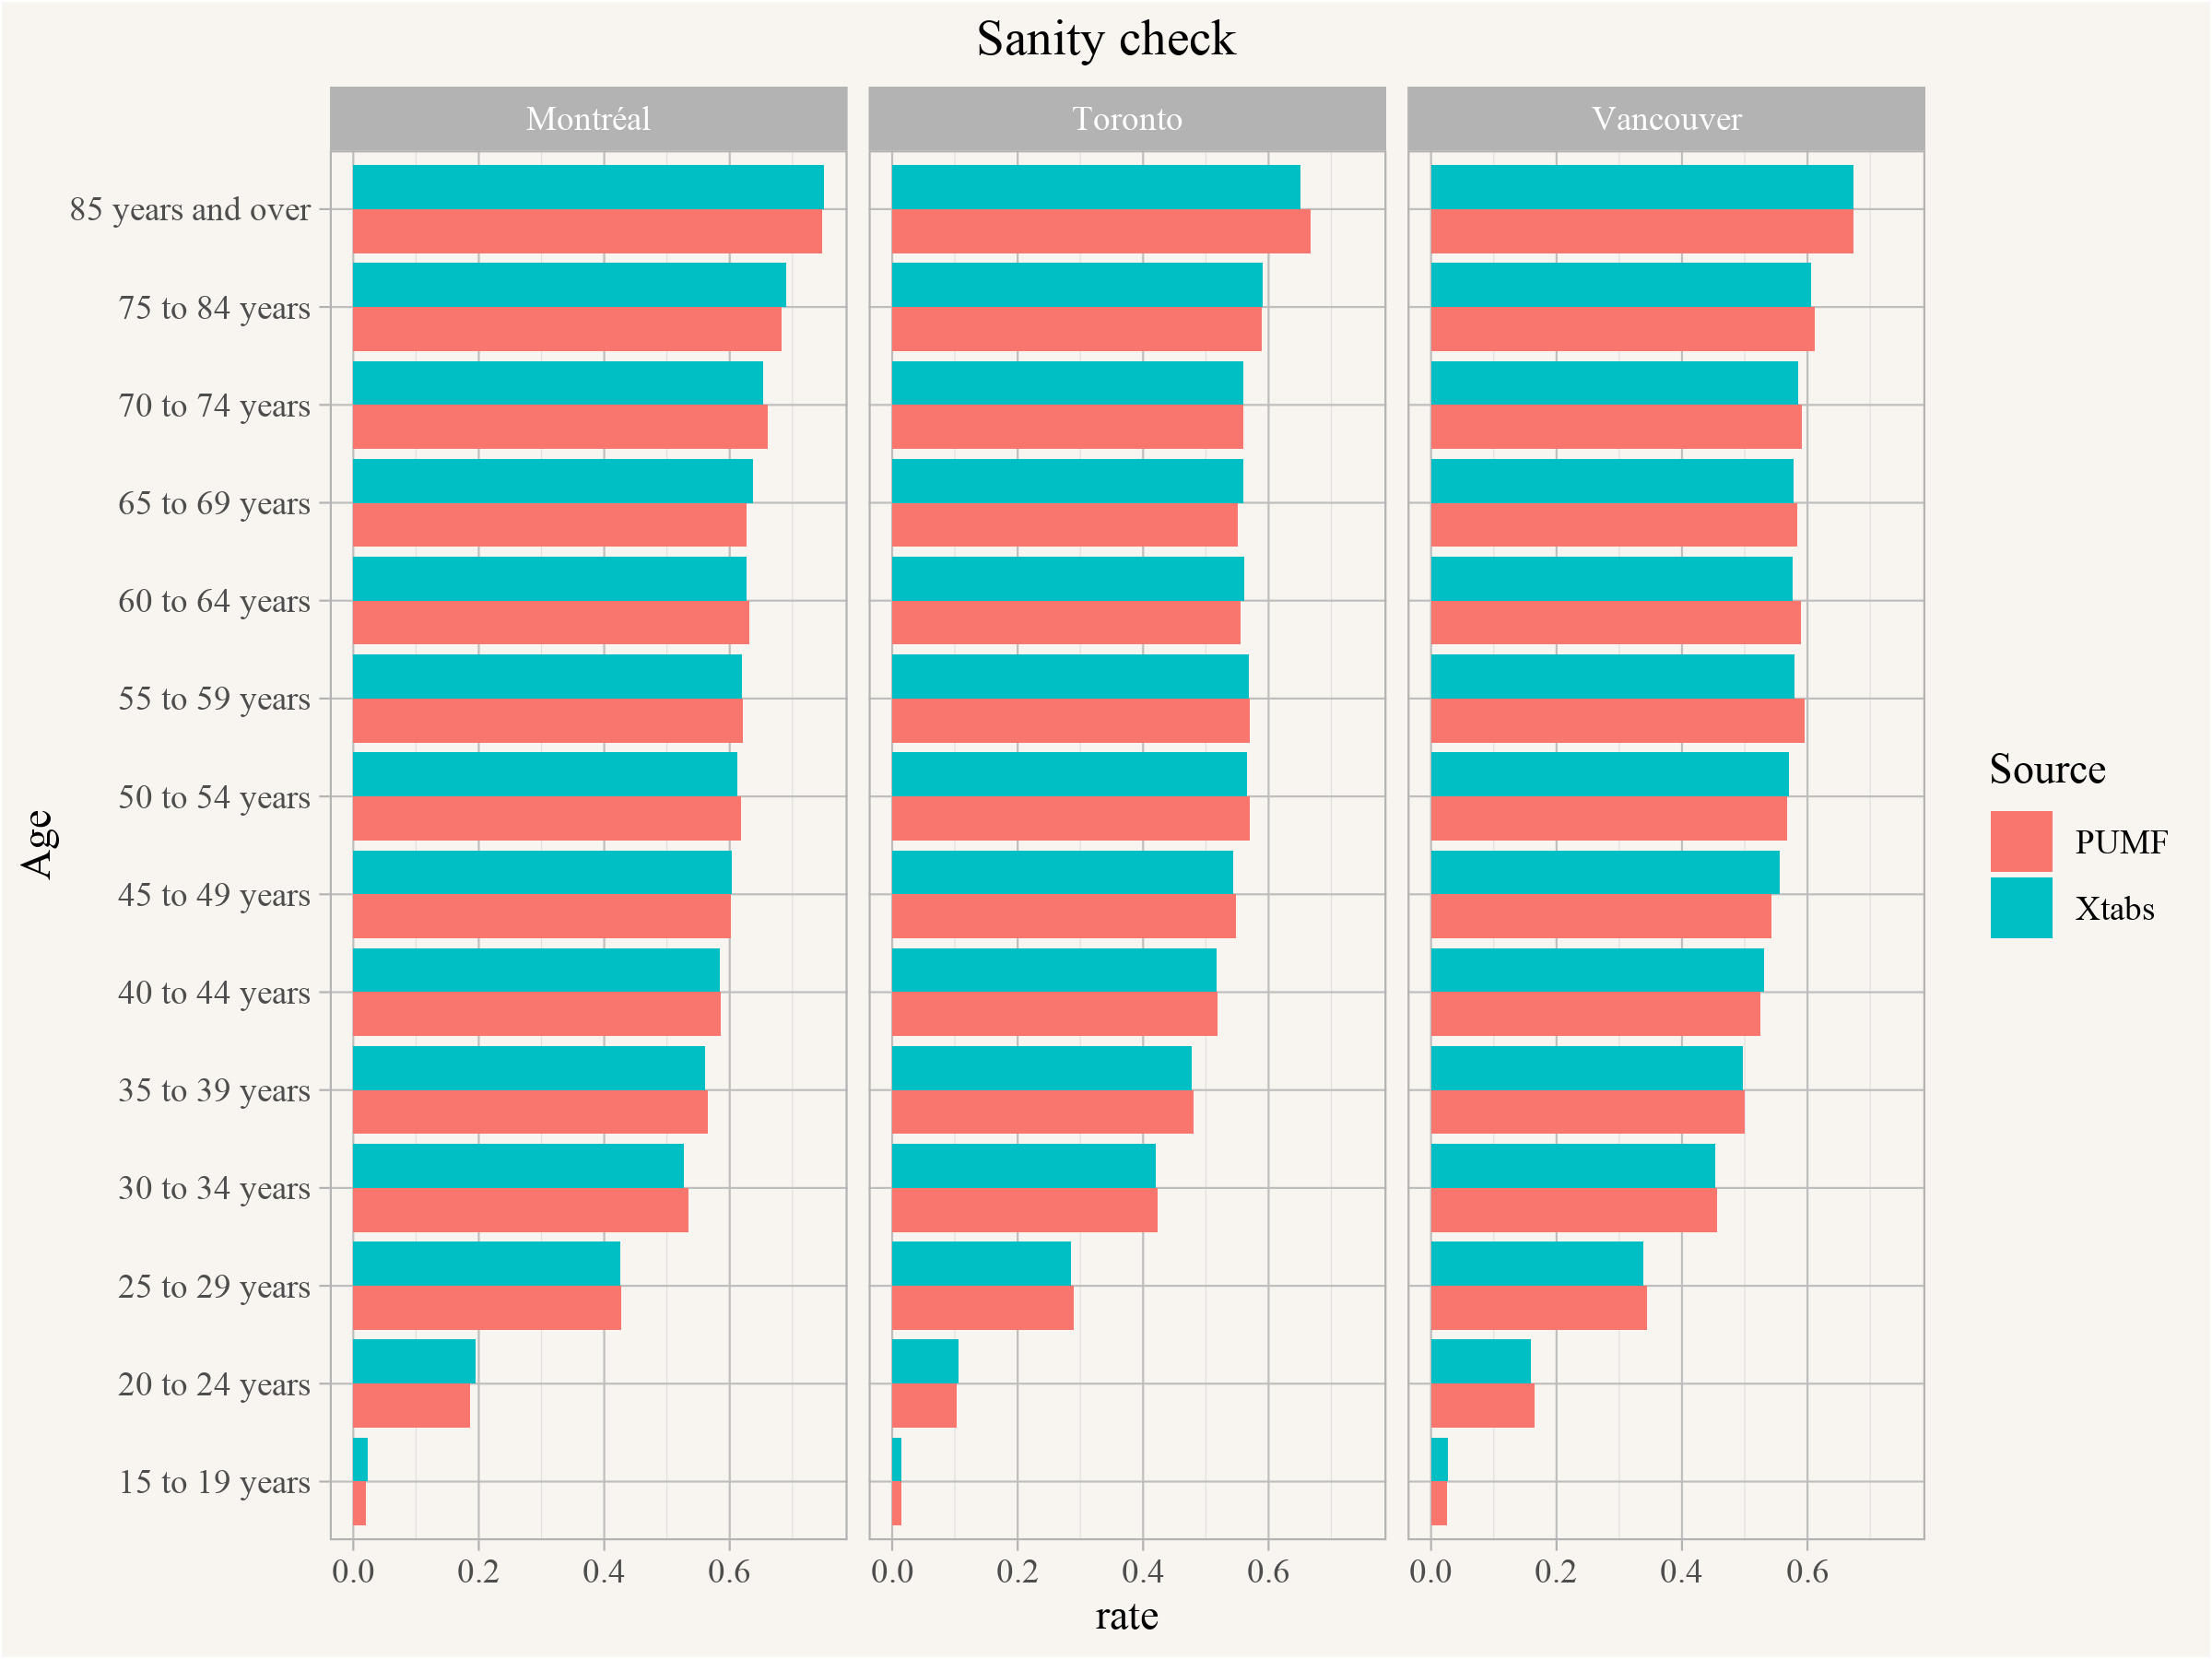 Sanity check
Montréal
Toronto
Vancouver
Age
85 years and over
75 to 84 years
70 to 74 years
65 to 69 years
60 to 64 years
55 to 59 years
50 to 54 years
45 to 49 years
40 to 44 years
35 to 39 years
30 to 34 years
25 to 29 years
20 to 24 years
15 to 19 years
0.0 0.2 0.4 0.6
0.0 0.2 0.4 0.6
0.0 0.2 0.4 0.6
rate
Source
PUMF
Xtabs